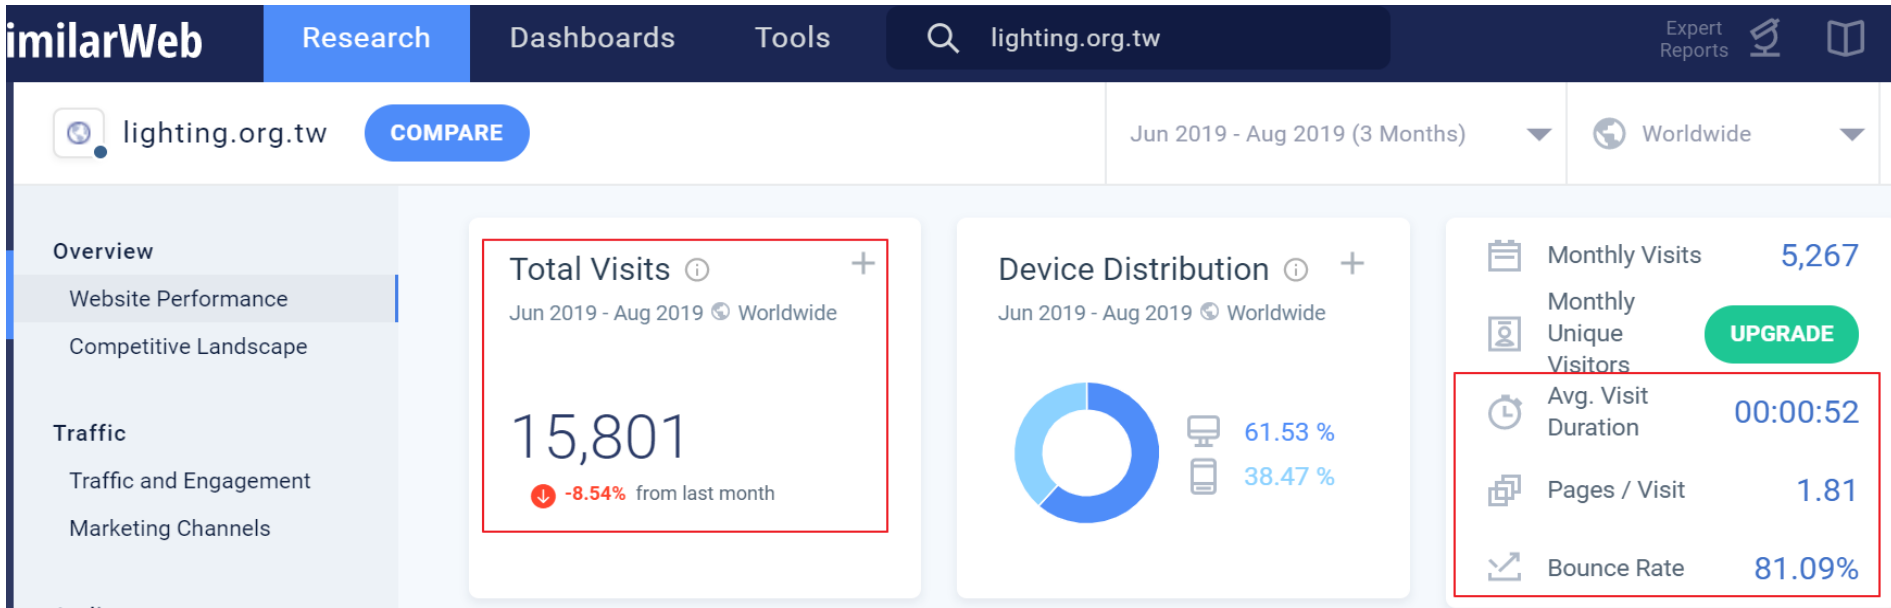 imilarWeb
Research
Dashboards
Tools
lighting.org.tw
Expert
Reports
lighting.org.tw
COMPARE
Jun 2019 - Aug 2019 (3 Months)
Worldwide
Overview
Website Performance
Competitive Landscape
Traffic
Traffic and Engagement
Marketing Channels
Total Visits
Jun 2019 - Aug 2019 Worldwide
15,801
-8.54% from last month
Device Distribution
Jun 2019 - Aug 2019 Worldwide
61.53 %
38.47 %
Monthly Visits 5,267
Monthly
Unique
Visitors
UPGRADE
Avg. Visit
Duration
00:00:52
Pages / Visit 1.81
Bounce Rate 81.09%